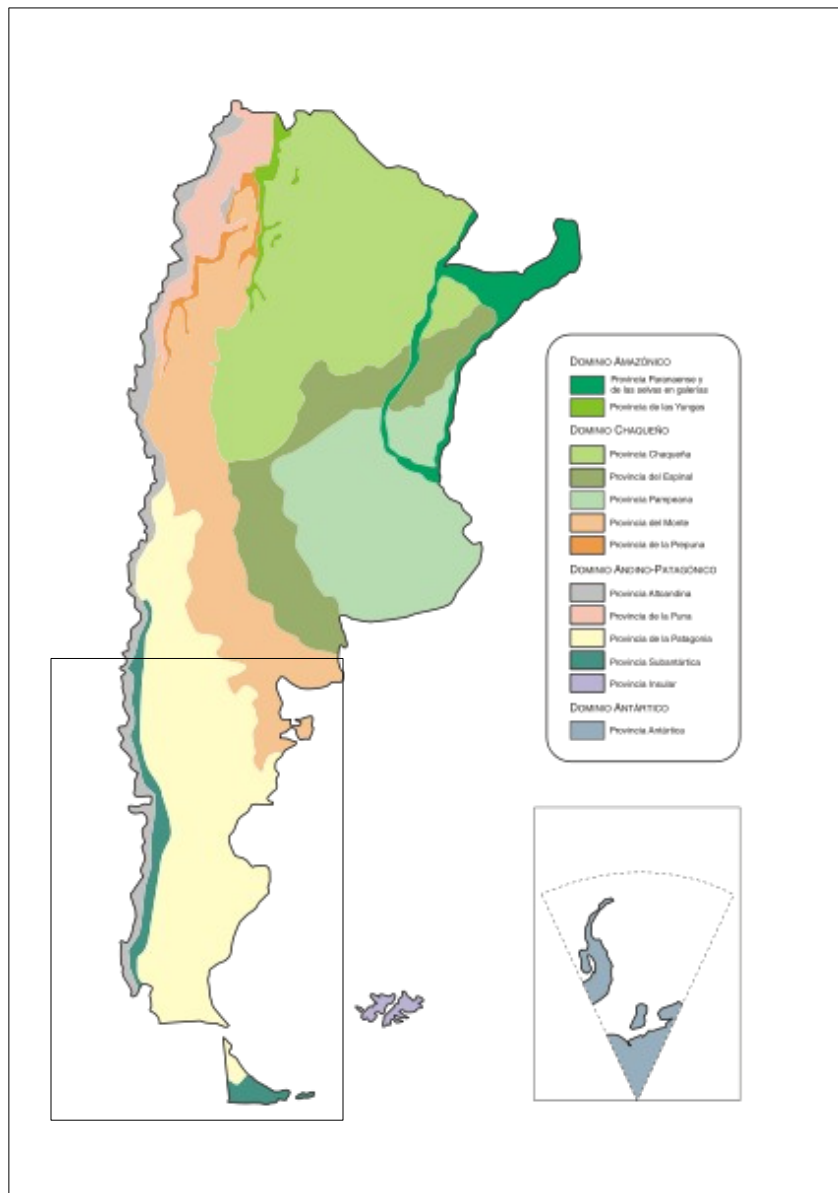 DOMINIO AMAZÓNICO
Provincia Paranaense y
de las selvas en galerías
Provincia de las Yungas
DOMINIO CHAQUEÑO
Provincia Chaqueña
Provincia del Espinal
Provincia Pampeana
Provincia del Monte
Provincia de la Prepuna
DOMINIO ANDINO-PATAGÓNICO
Provincia Altoandina
Provincia de la Puna
Provincia de la Patagonia
Provincia Subantártica
Provincia Insular
DOMINIO ANTÁRTICO
Provincia Antártica